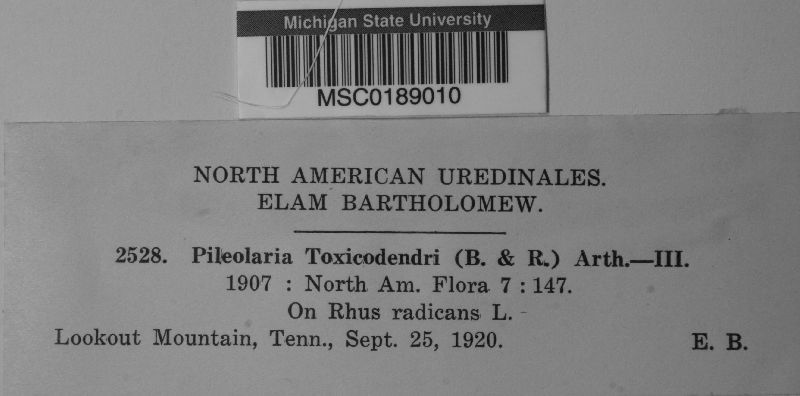 Michigan State University
MSC0189010
NORTH AMERICAN UREDINALES.
ELAM BARTHOLOMEW.
2528. Pileolaria Toxicodendri (B. & R.) Arth.—III.
1907 : North Am. Flora 7 : 147.
On Rhus radicans L.
Lookout Mountain, Tenn., Sept. 25, 1920. E. B.